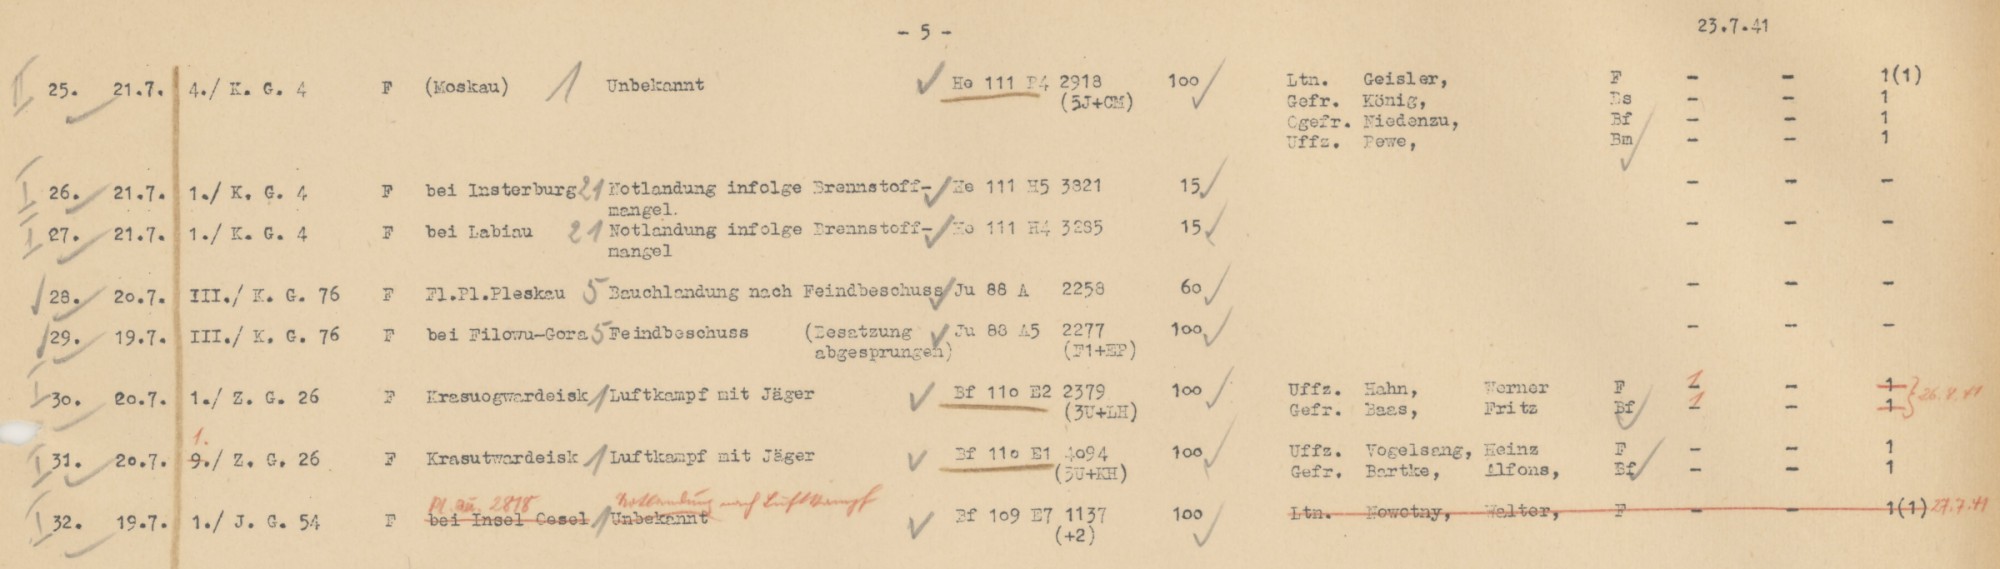 - 5 - 23.7.41
25. 21.7. 4./ K. G. 4 F (Moskau) 1 Unbekannt He 111 P4 2918 100 Ltn. Geisler, F - - 1(1)
(5J+CM) Gefr. König, Bs - - 1
Ogefr. Niedenzu, Bf - - 1
Uffz. Pewe, Bm - - 1
I 26. 21.7. 1./ K. G. 4 F bei Insterburg 21 Notlandung infolge Brennstoff- He 111 H5 3821 15 - - -
mangel.
I 27. 21.7. 1./ K. G. 4 F bei Labiau 21 Notlandung infolge Brennstoff- He 111 H4 3285 15 - - -
mangel
28. 20.7. III./ K. G. 76 F Fl.Pl.Pleskau 5 Bauchlandung nach Feindbeschuss Ju 88 A 2258 60 - - -
29. 19.7. III./ K. G. 76 F bei Filowu-Gora 5 Feindbeschuss (Besatzung Ju 88 A5 2277 100 - - -
abgesprungen) (F1+EP)
I 30. 20.7. 1./ Z. G. 26 F Krasuogwardeisk 1 Luftkampf mit Jäger Bf 110 E2 2379 100 Uffz. Hahn, Werner F 1 - - 1
(3U+LH) Gefr. Baas, Fritz Bf 1 - - 1
1.
I 31. 20.7. 9./ Z. G. 26 F Krasutwardeisk 1 Luftkampf mit Jäger Bf 110 E1 4094 100 Uffz. Vogelsang, Heinz F - - 1
(3U+KH) Gefr. Bartke, Alfons, Bf - - 1
Pl. Qu. 2818 Notlandung nach Luftkampf
I 32. 19.7. 1./ J. G. 54 F bei Insel Oesel 1 Unbekannt Bf 109 E7 1137 100 Ltn. Nowotny, Walter, F - - 1(1) 27.7.41
(+2)